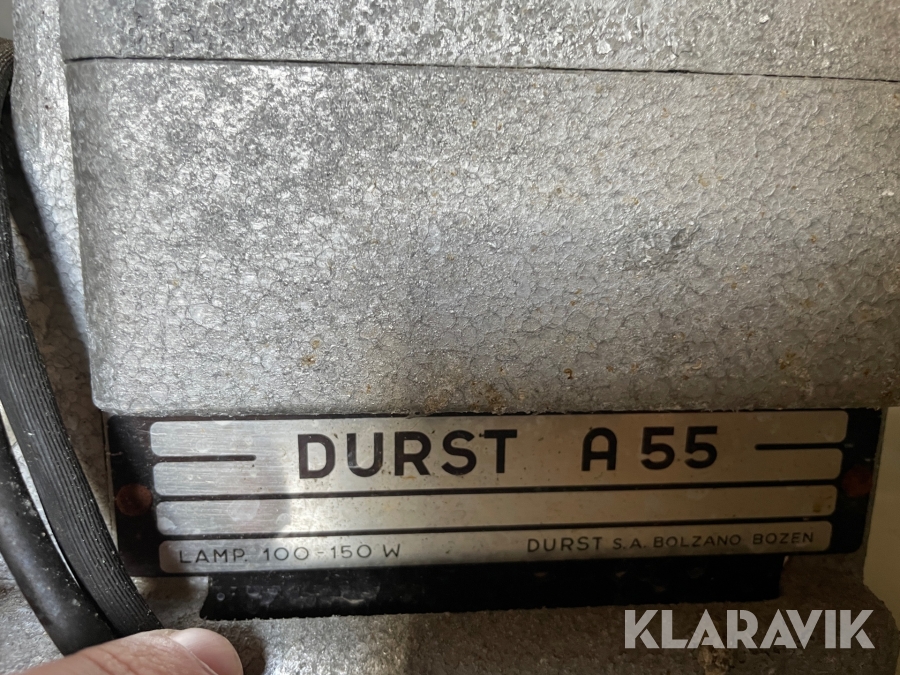 DURST A 55
LAMP. 100-150 W DURST S.A. BOLZANO BOZEN
KLARAVIK